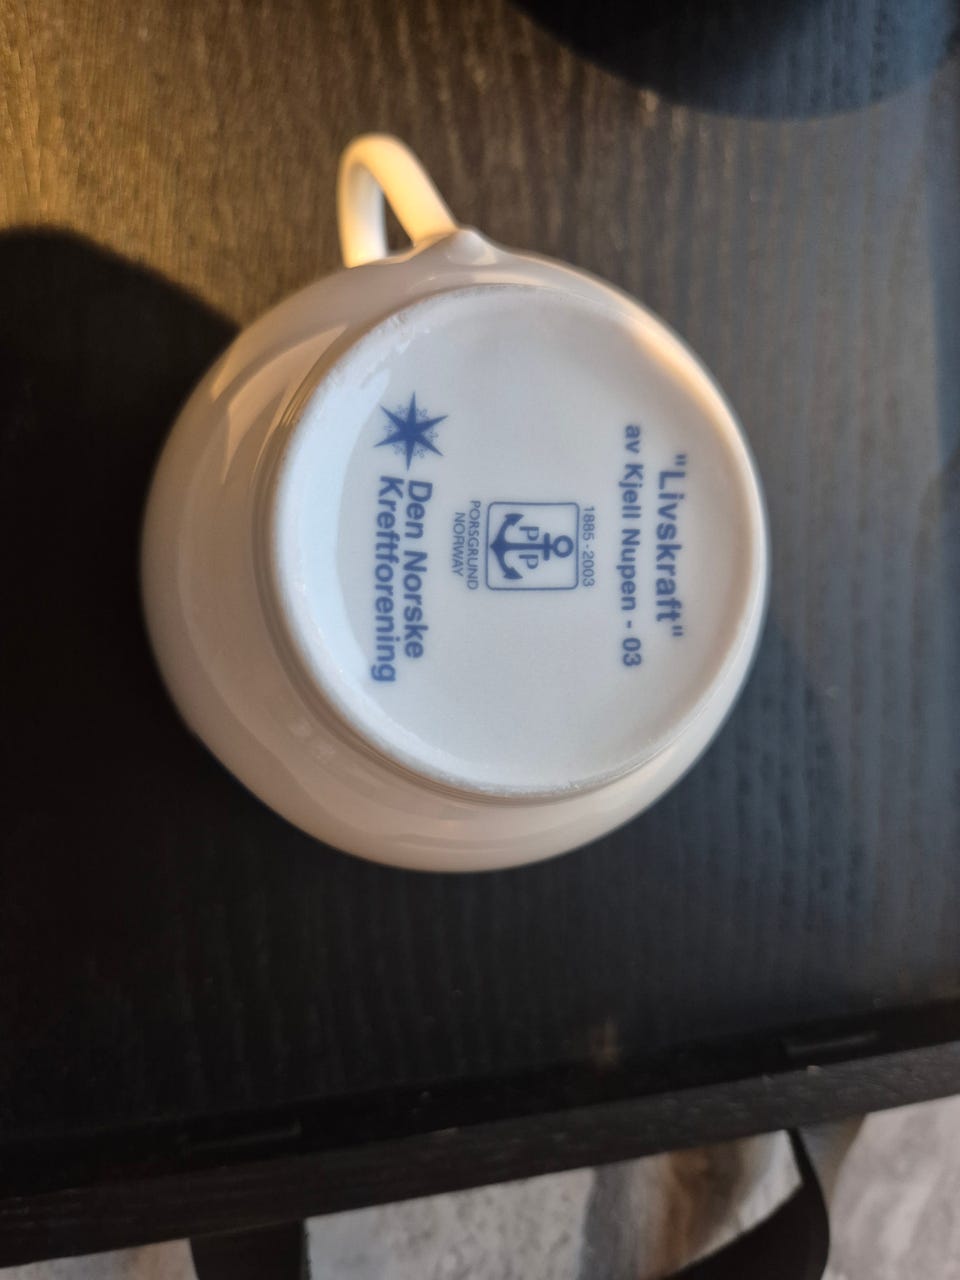 "Livskraft"
av Kjell Nupen - 03
1885 - 2003
PP
PORSGRUND
NORWAY
Den Norske
Kreftforening